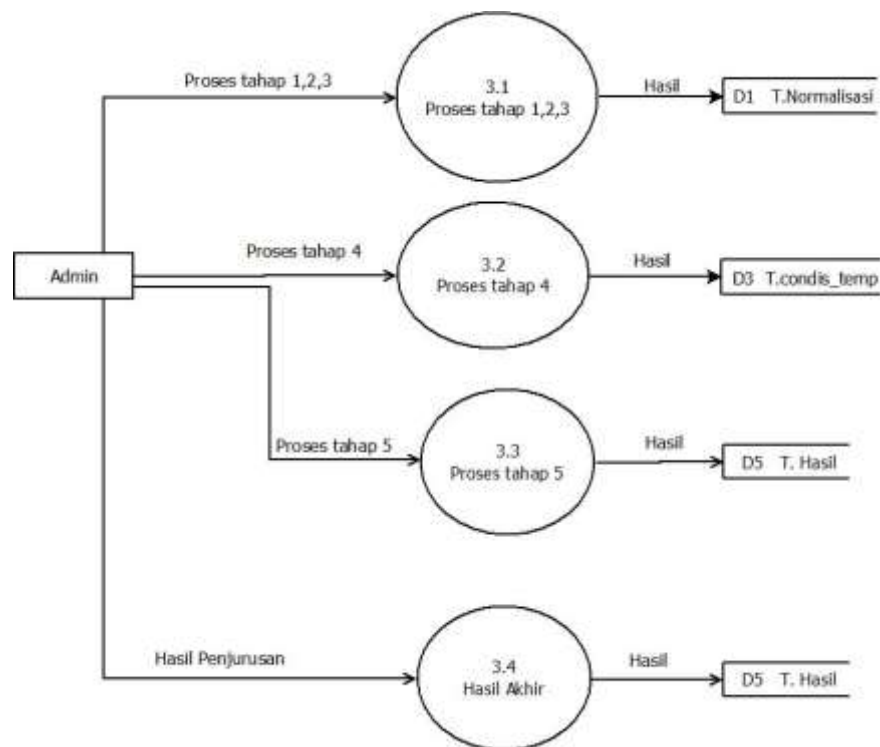 Proses tahap 1,2,3
3.1
Proses tahap 1,2,3
Hasil
D1 T.Normalisasi
Admin
Proses tahap 4
3.2
Proses tahap 4
Hasil
D3 T.condis_temp
Proses tahap 5
3.3
Proses tahap 5
Hasil
D5 T. Hasil
Hasil Penjurusan
3.4
Hasil Akhir
Hasil
D5 T. Hasil